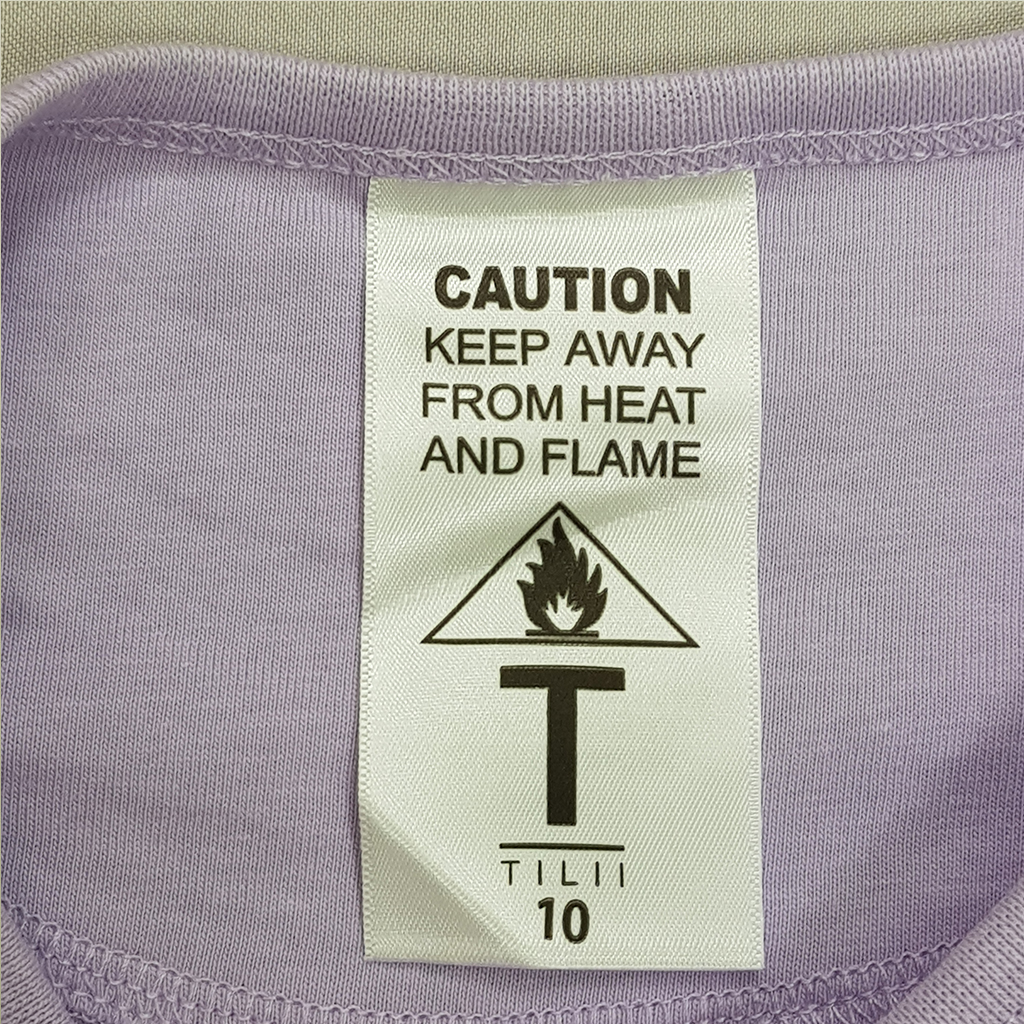 CAUTION
KEEP AWAY
FROM HEAT
AND FLAME
T
TILII
10